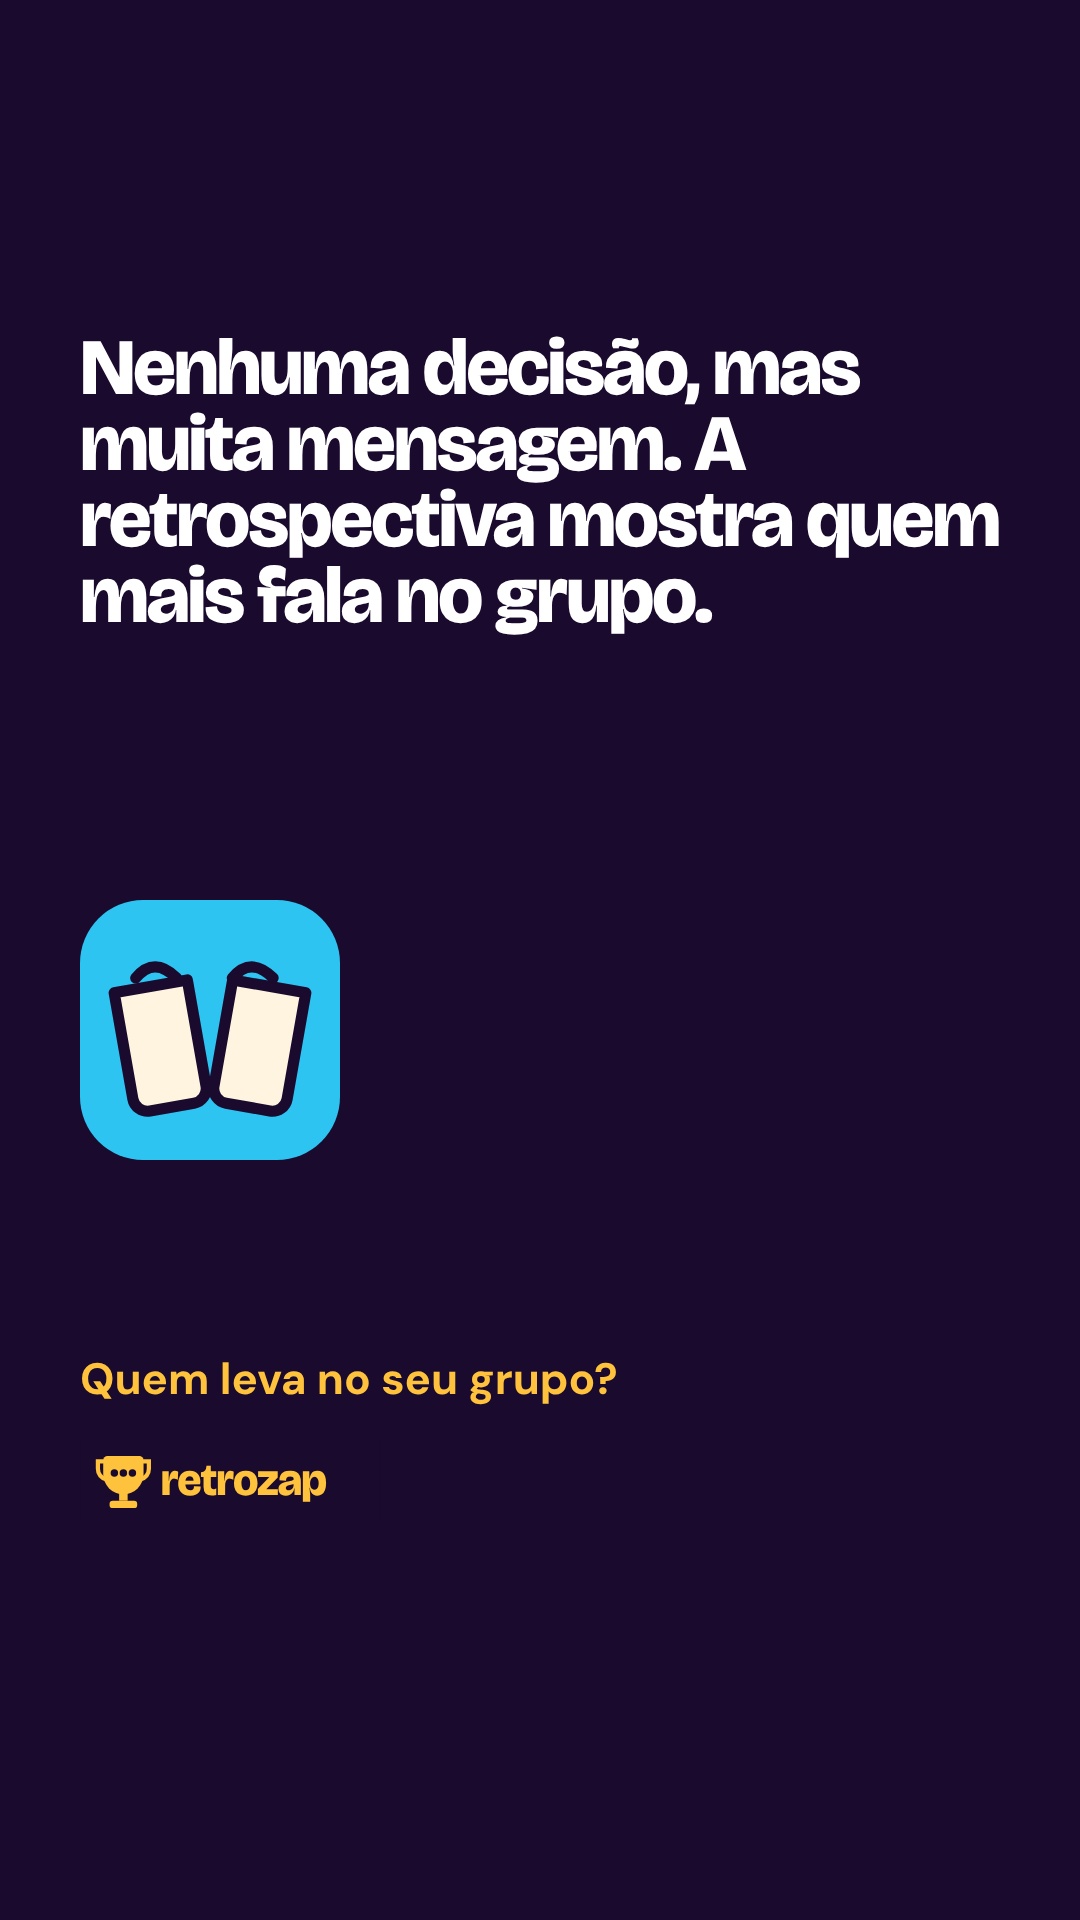 Nenhuma decisão, mas
muita mensagem. A
retrospectiva mostra quem
mais fala no grupo.
Quem leva no seu grupo?
retrozap